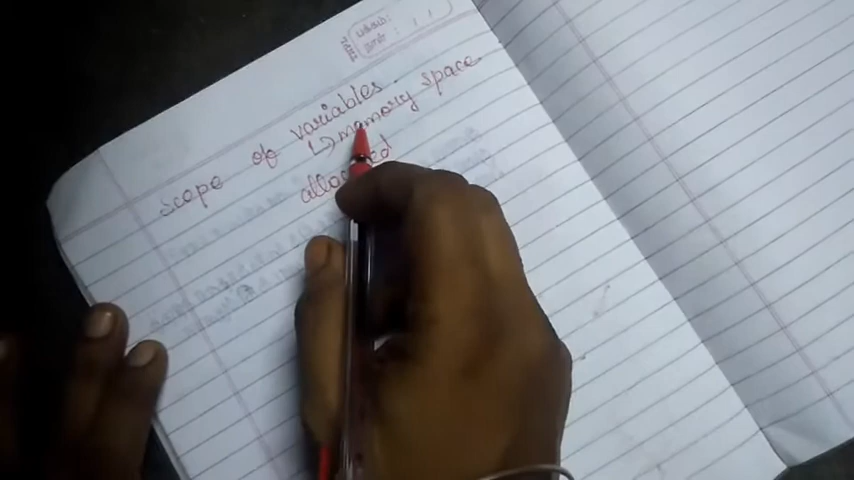 scope of variables
↳ memory space
allocated